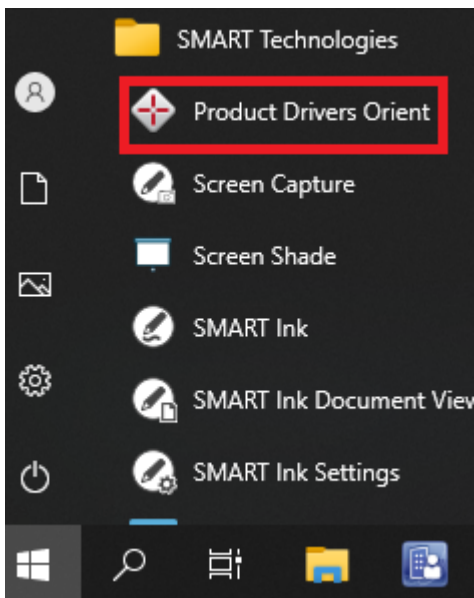 SMART Technologies
Product Drivers Orient
Screen Capture
Screen Shade
SMART Ink
SMART Ink Document View
SMART Ink Settings